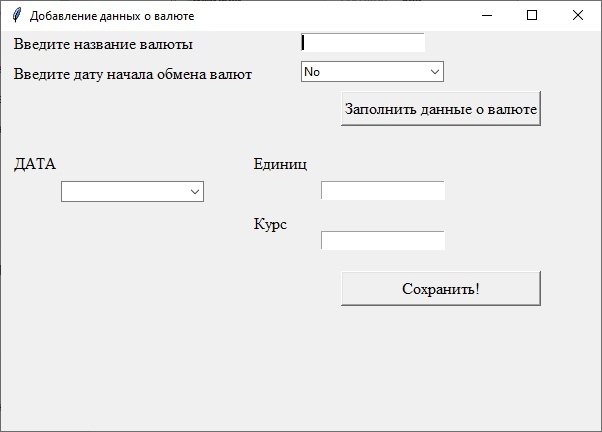 Добавление данных о валюте
Введите название валюты
Введите дату начала обмена валют
No
Заполнить данные о валюте
ДАТА
Единиц
Курс
Сохранить!